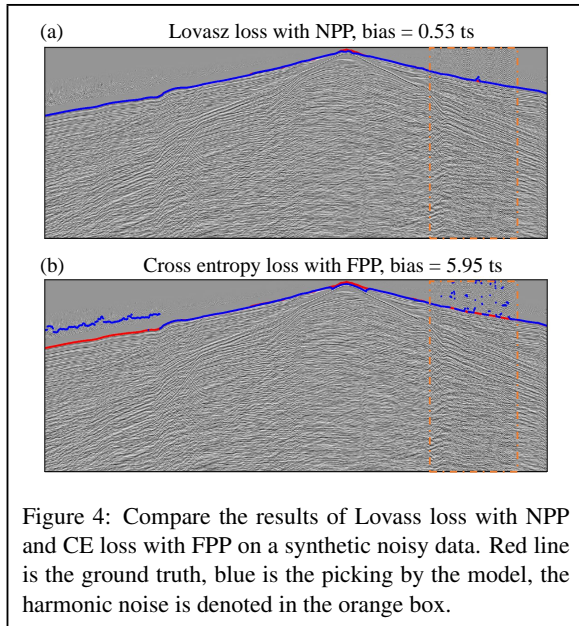 (a) Lovasz loss with NPP, bias = 0.53 ts
(b) Cross entropy loss with FPP, bias = 5.95 ts
Figure 4: Compare the results of Lovass loss with NPP
and CE loss with FPP on a synthetic noisy data. Red line
is the ground truth, blue is the picking by the model, the
harmonic noise is denoted in the orange box.